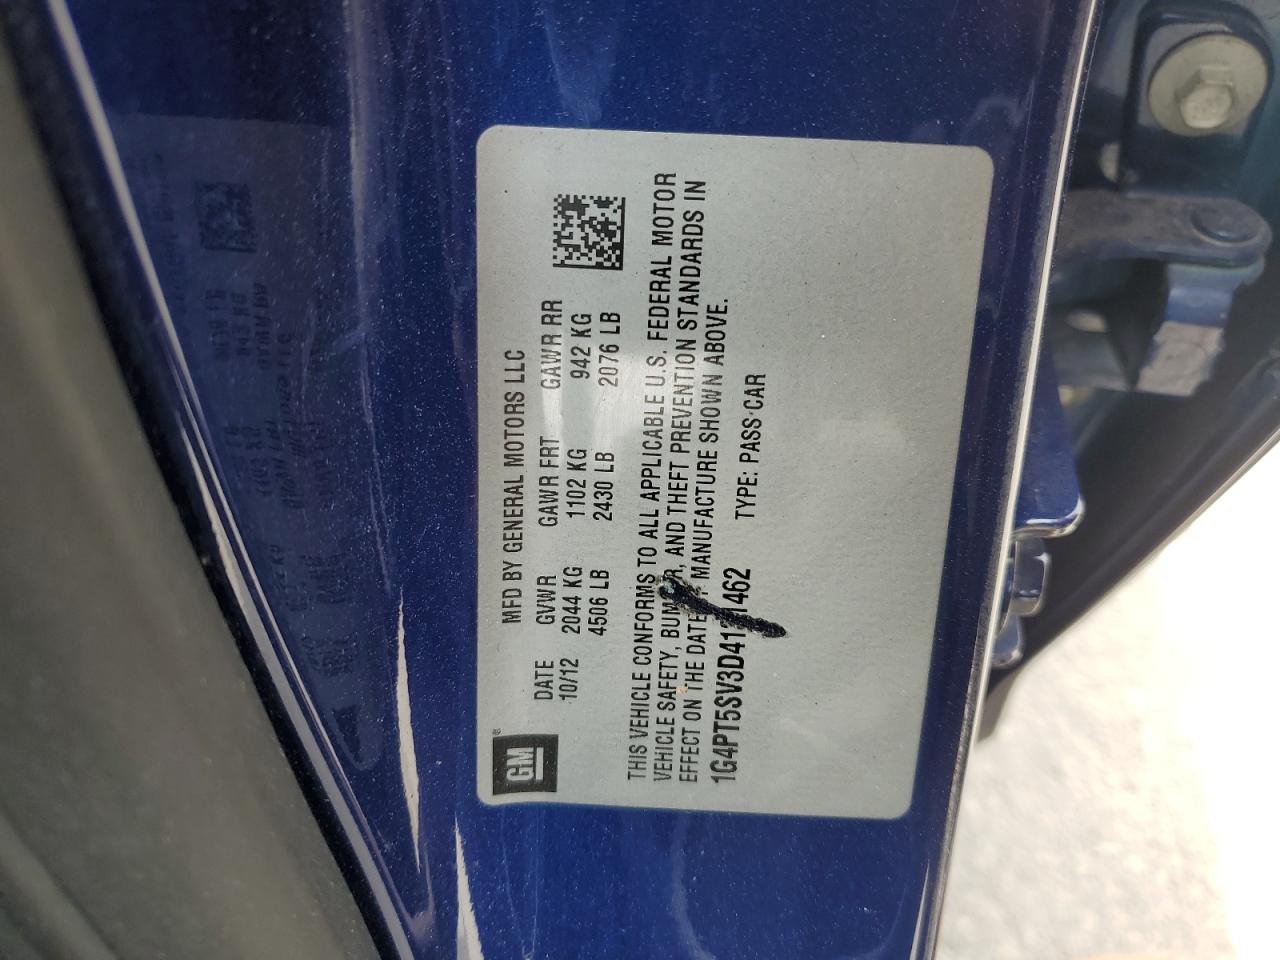 GM
MFD BY GENERAL MOTORS LLC
DATE GVWR GAWR FRT GAWR RR
10/12 2044 KG 1102 KG 942 KG
4506 LB 2430 LB 2076 LB
THIS VEHICLE CONFORMS TO ALL APPLICABLE U.S. FEDERAL MOTOR
VEHICLE SAFETY, AND THEFT PREVENTION STANDARDS IN
EFFECT ON THE DATE MANUFACTURE SHOWN ABOVE.
TYPE: PASS CAR